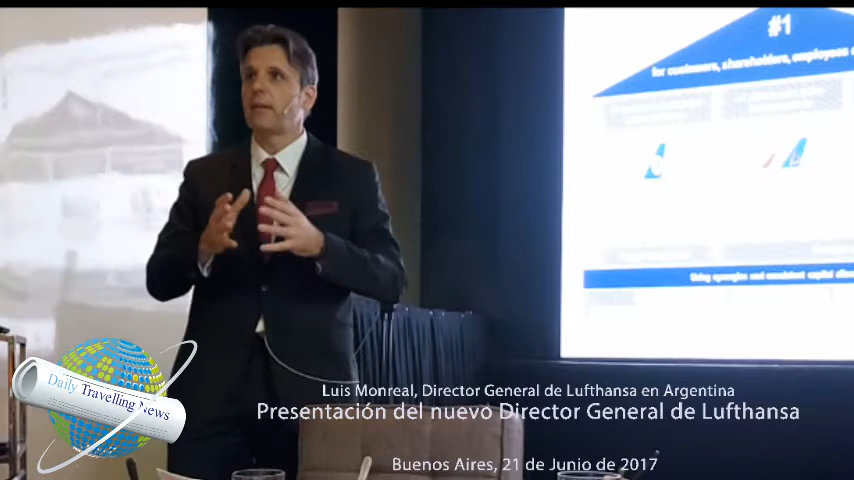 #1
for customers, shareholders, employees
Using synergies and consistent capital
Daily Travelling News
Luis Monreal, Director General de Lufthansa en Argentina
Presentación del nuevo Director General de Lufthansa
Buenos Aires, 21 de Junio de 2017